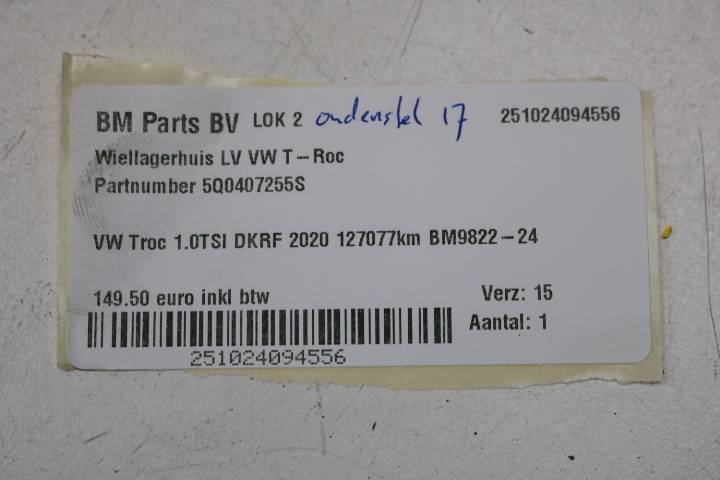 BM Parts BV LOK 2 ondenstel 17 251024094556
Wiellagerhuis LV VW T-Roc
Partnumber 5Q0407255S
VW Troc 1.0TSI DKRF 2020 127077km BM9822-24
149.50 euro inkl btw Verz: 15
Aantal: 1
251024094556